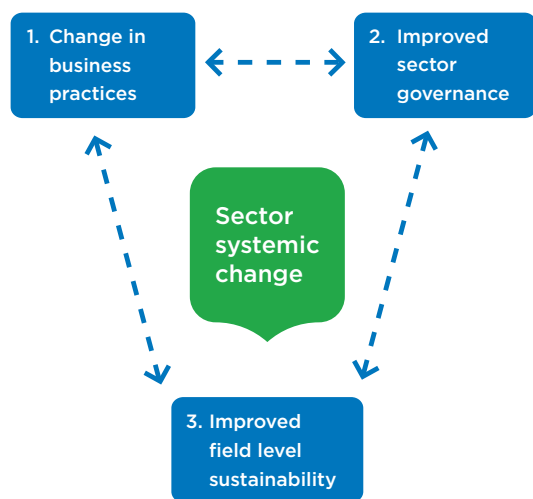 1. Change in
business
practices
2. Improved
sector
governance
Sector
systemic
change
3. Improved
field level
sustainability